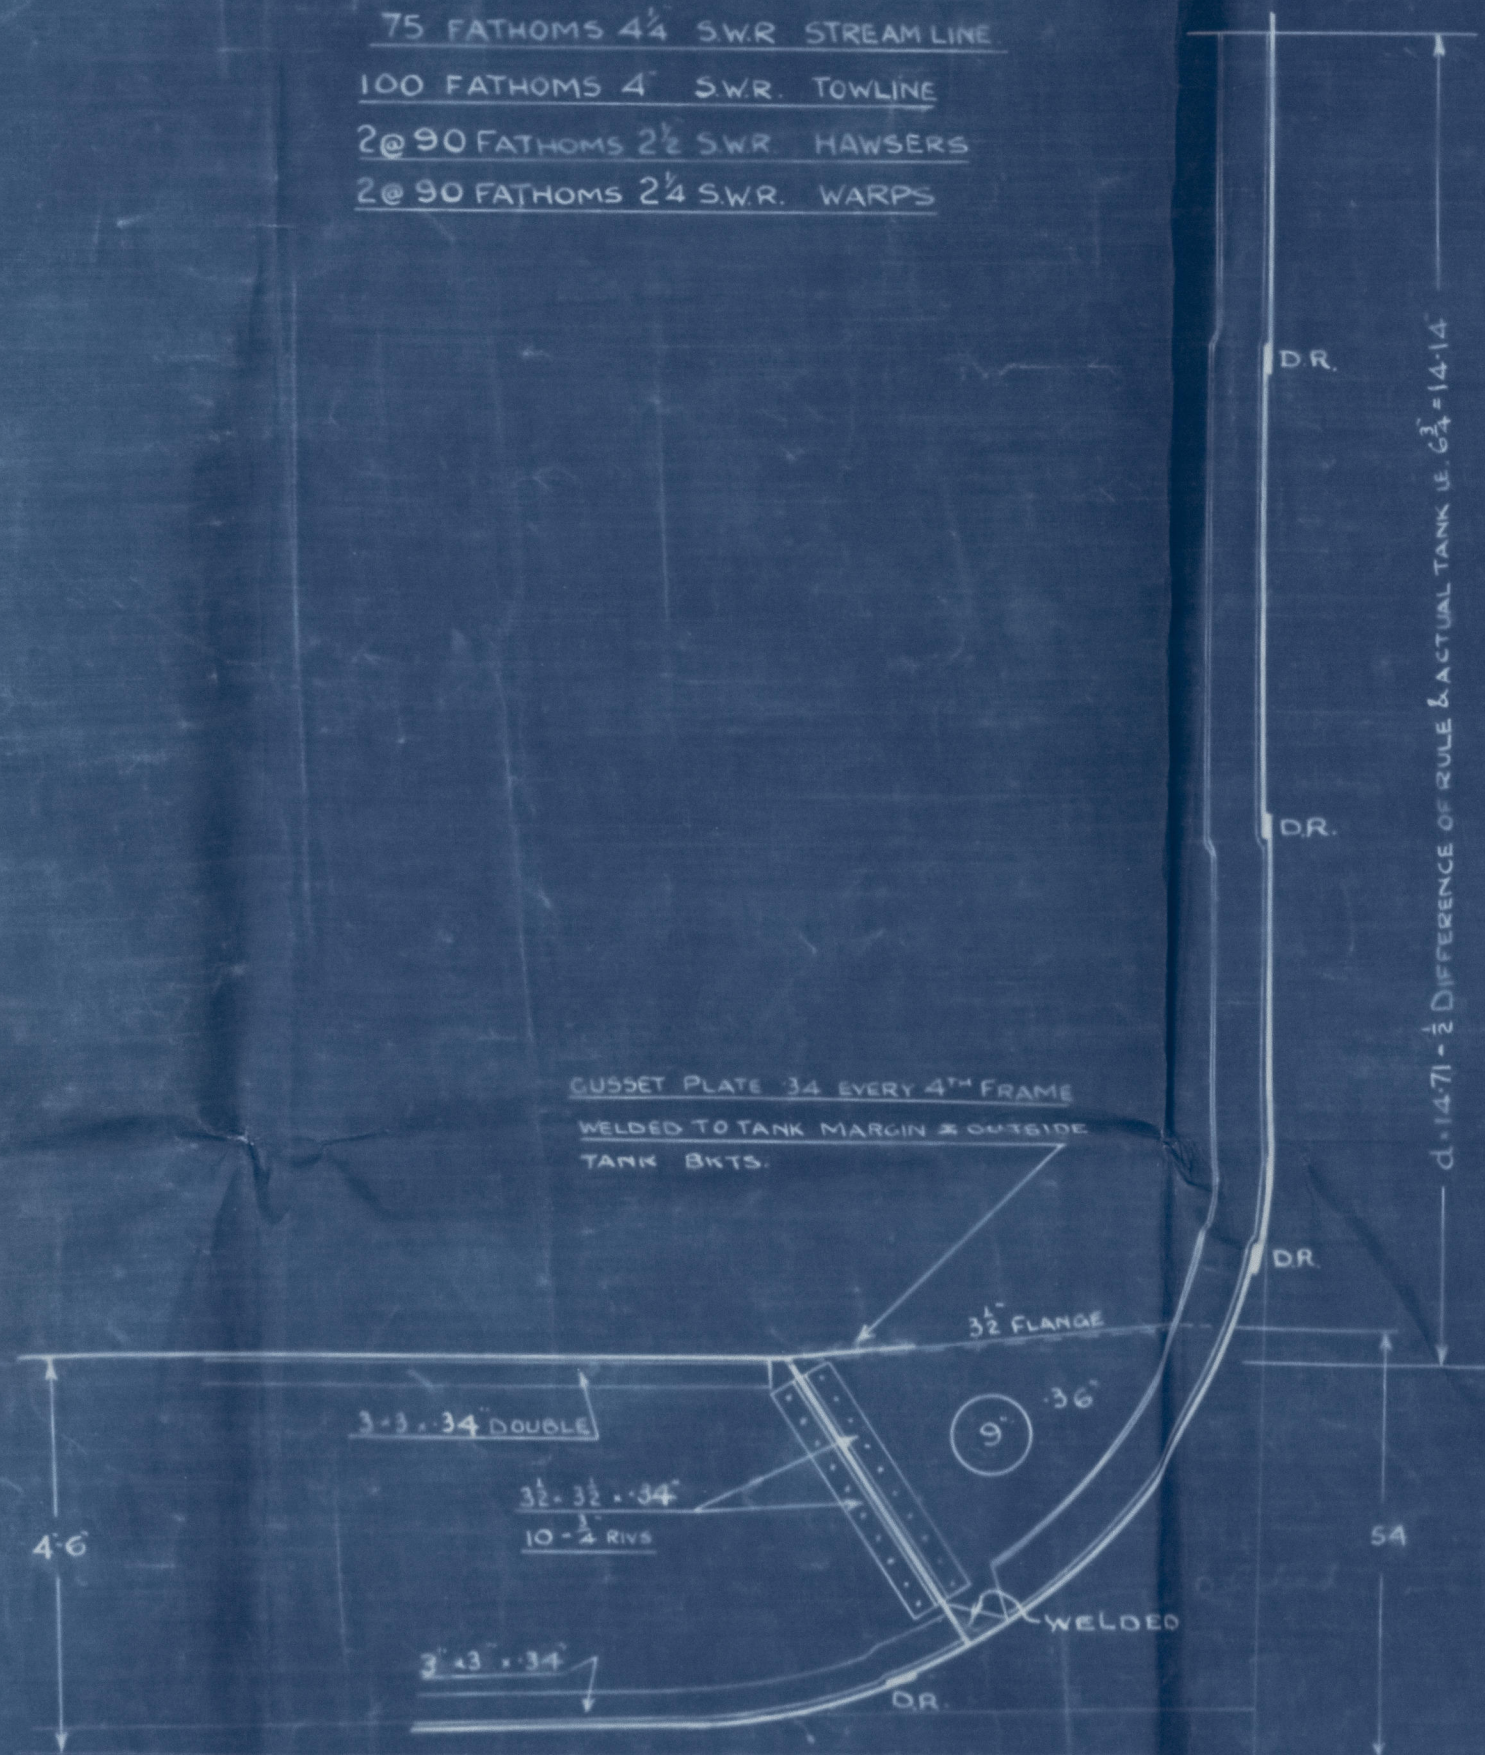 75 FATHOMS 4¼" S.W.R STREAM LINE.
100 FATHOMS 4" S.W.R. TOWLINE
2@ 90 FATHOMS 2½" S.W.R. HAWSERS
2@ 90 FATHOMS 2¼ S.W.R. WARPS
D.R.
D.R.
d=14·71 - ½ DIFFERENCE OF RULE & ACTUAL TANK I.E. 6¾" = 14·14
GUSSET PLATE ·34 EVERY 4TH FRAME
WELDED TO TANK MARGIN & OUTSIDE
TANK BKTS.
D.R.
3½" FLANGE
3×3×·34" DOUBLE
9"
·36"
3½×3½×·34"
10-¾" RIVS
4'-6"
54
WELDED
3"×3"×·34"
D.R.